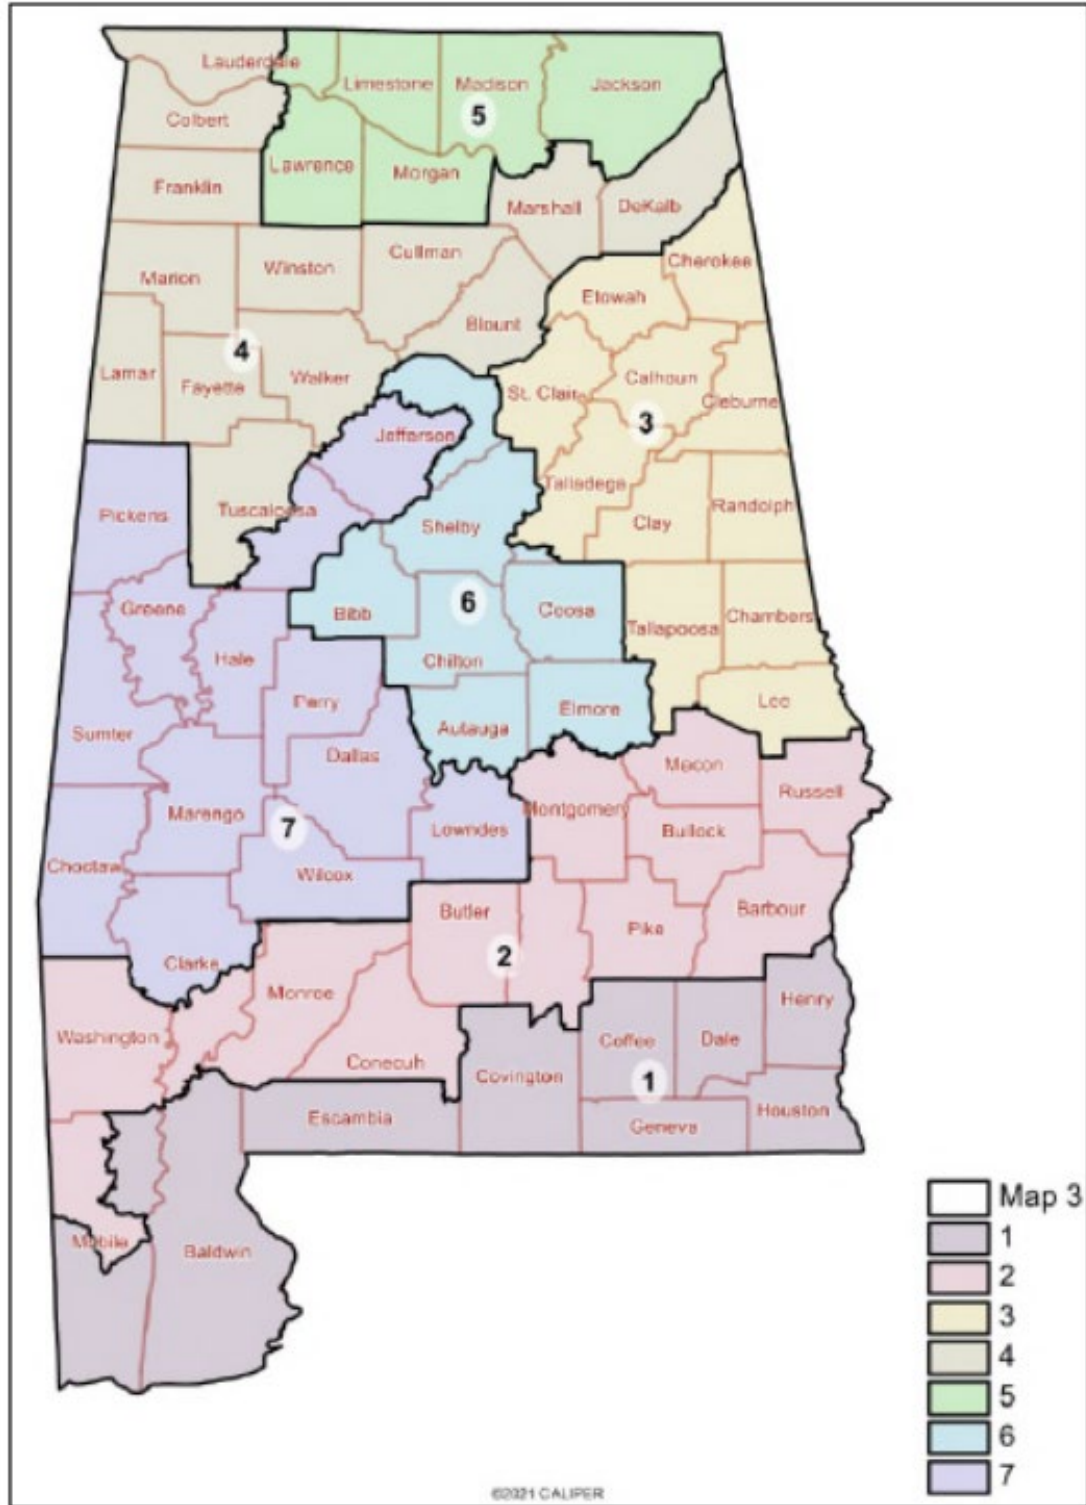 Lauderdale
Limestone
Madison
Jackson
5
Colbert
Lawrence
Morgan
Franklin
Marshall
DeKalb
Cullman
Cherokee
Marion
Winston
Etowah
Blount
4
Lamar
Fayette
Walker
St. Clair
Calhoun
Cleburne
3
Jefferson
Talladega
Pickens
Tuscaloosa
Shelby
Clay
Randolph
Greene
Bibb
6
Coosa
Tallapoosa
Chambers
Hale
Chilton
Perry
Elmore
Lee
Sumter
Autauga
Dallas
Macon
Russell
Marengo
7
Lowndes
Montgomery
Bullock
Choctaw
Wilcox
Butler
Pike
Barbour
Clarke
2
Monroe
Henry
Washington
Conecuh
Covington
Coffee
Dale
1
Escambia
Geneva
Houston
Mobile
Baldwin
Map 3
1
2
3
4
5
6
7
©2021 CALIPER